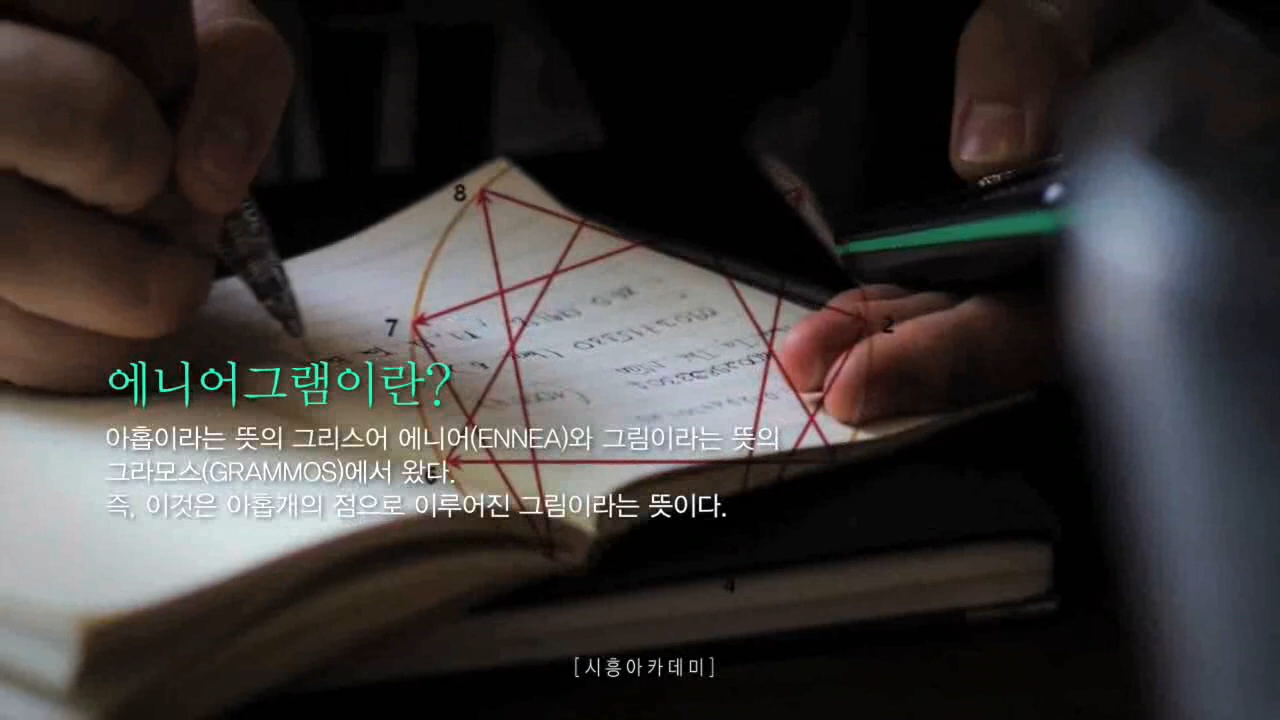 8
7
2
에니어그램이란?
아홉이라는 뜻의 그리스어 에니어(ENNEA)와 그림이라는 뜻의
그라모스(GRAMMOS)에서 왔다.
즉, 이것은 아홉개의 점으로 이루어진 그림이라는 뜻이다.
4
[시흥아카데미]